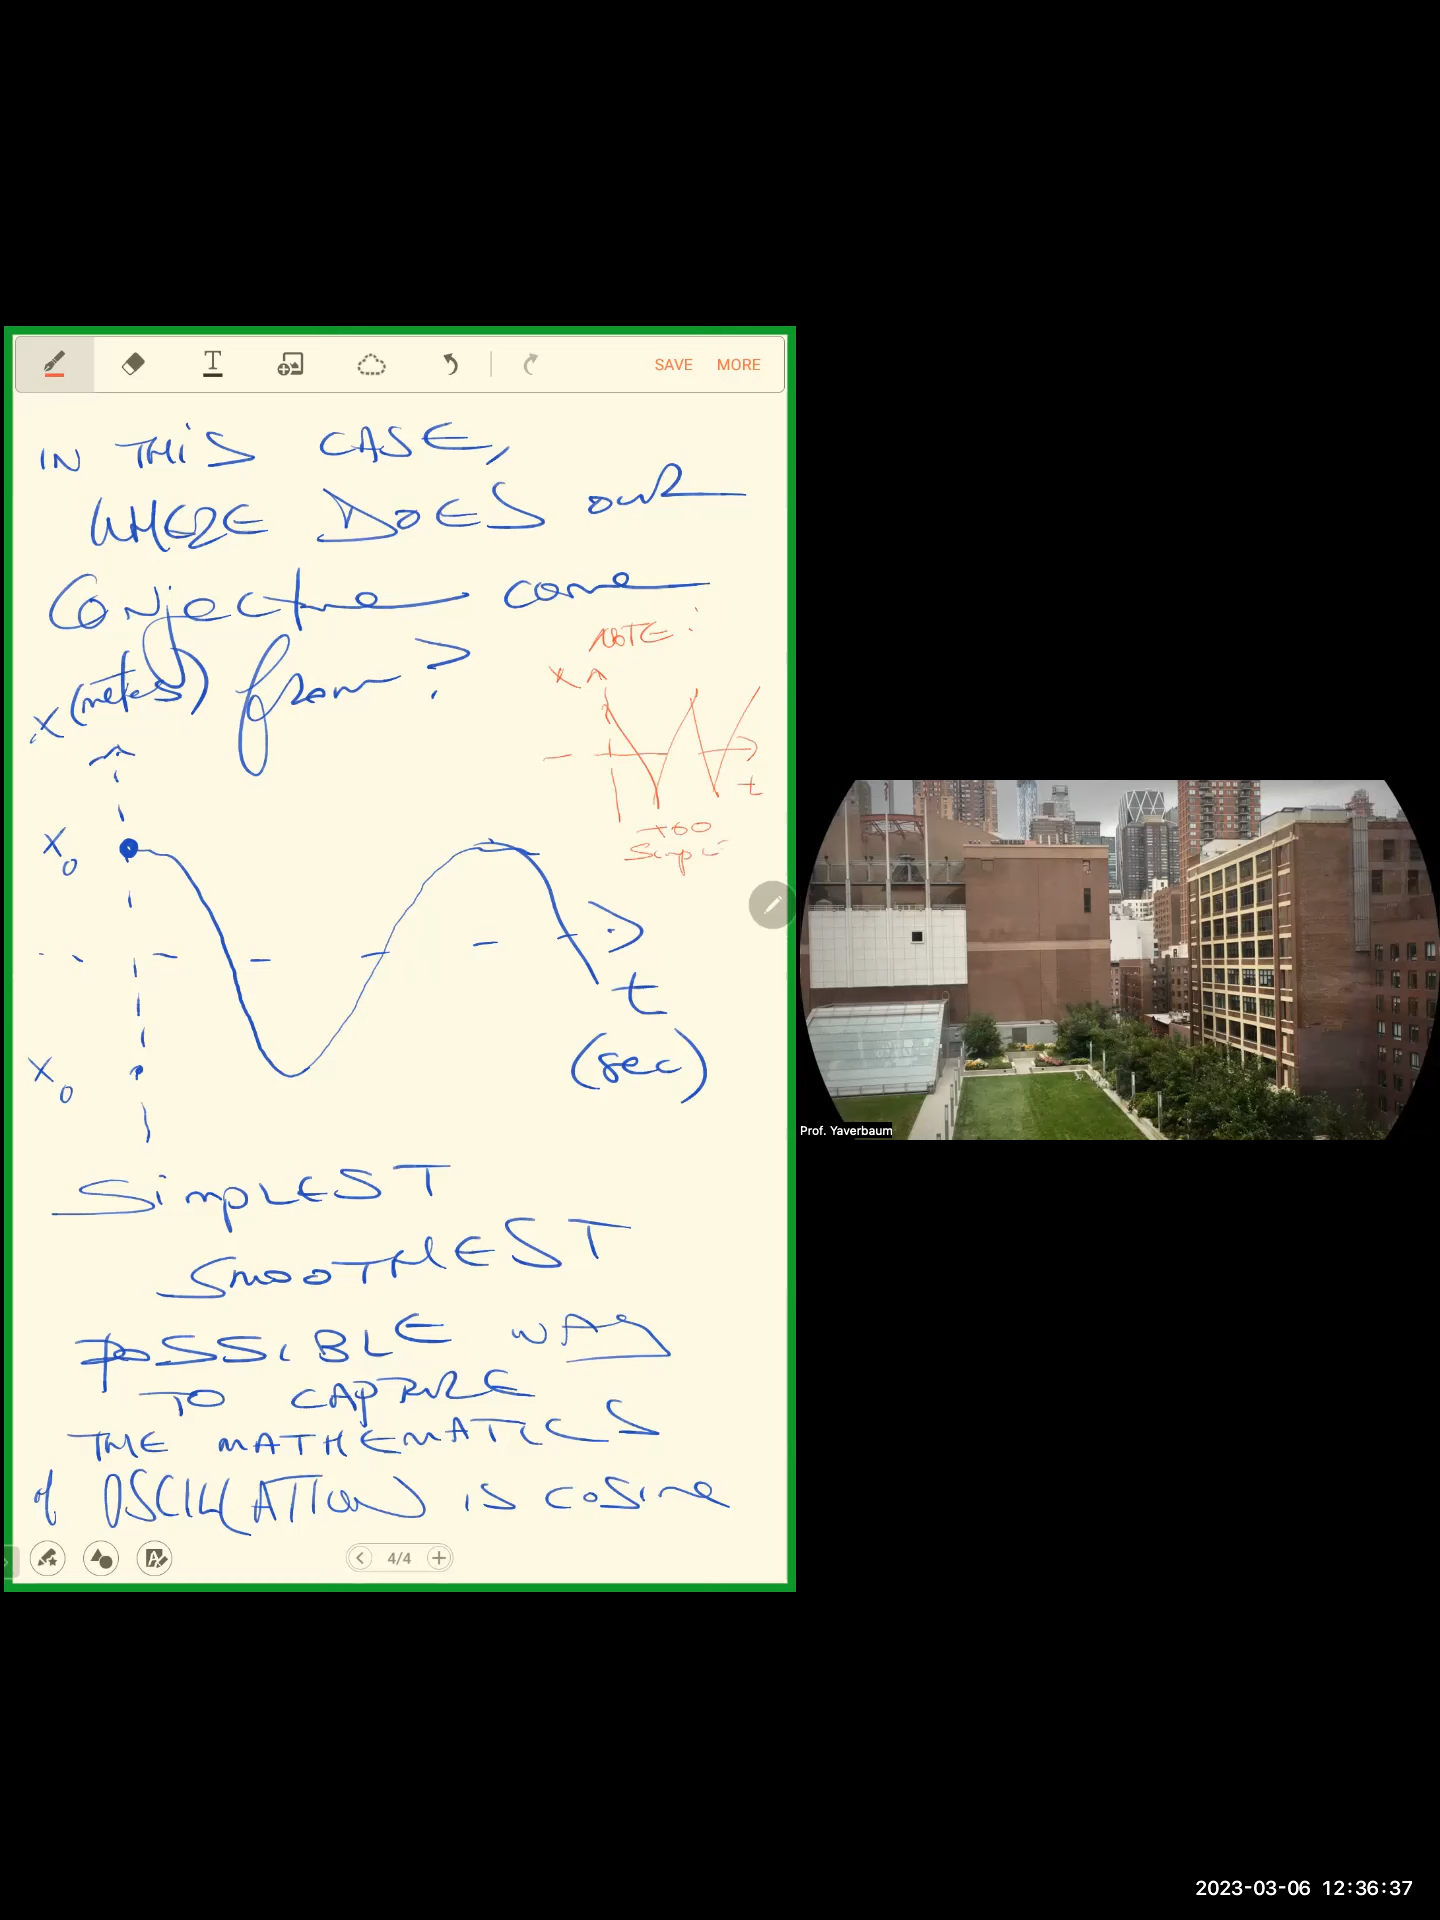 SAVE MORE
IN THIS CASE,
WHERE DOES our
Conjecture come
from?
NOTE:
X
t
too
x (meters)
x0
t
(sec)
x0
SIMPLEST
SMOOTHEST
POSSIBLE WAY
TO CAPTURE
THE MATHEMATICS
of OSCILLATION is cosine
4/4
Prof. Yaverbaum
2023-03-06 12:36:37